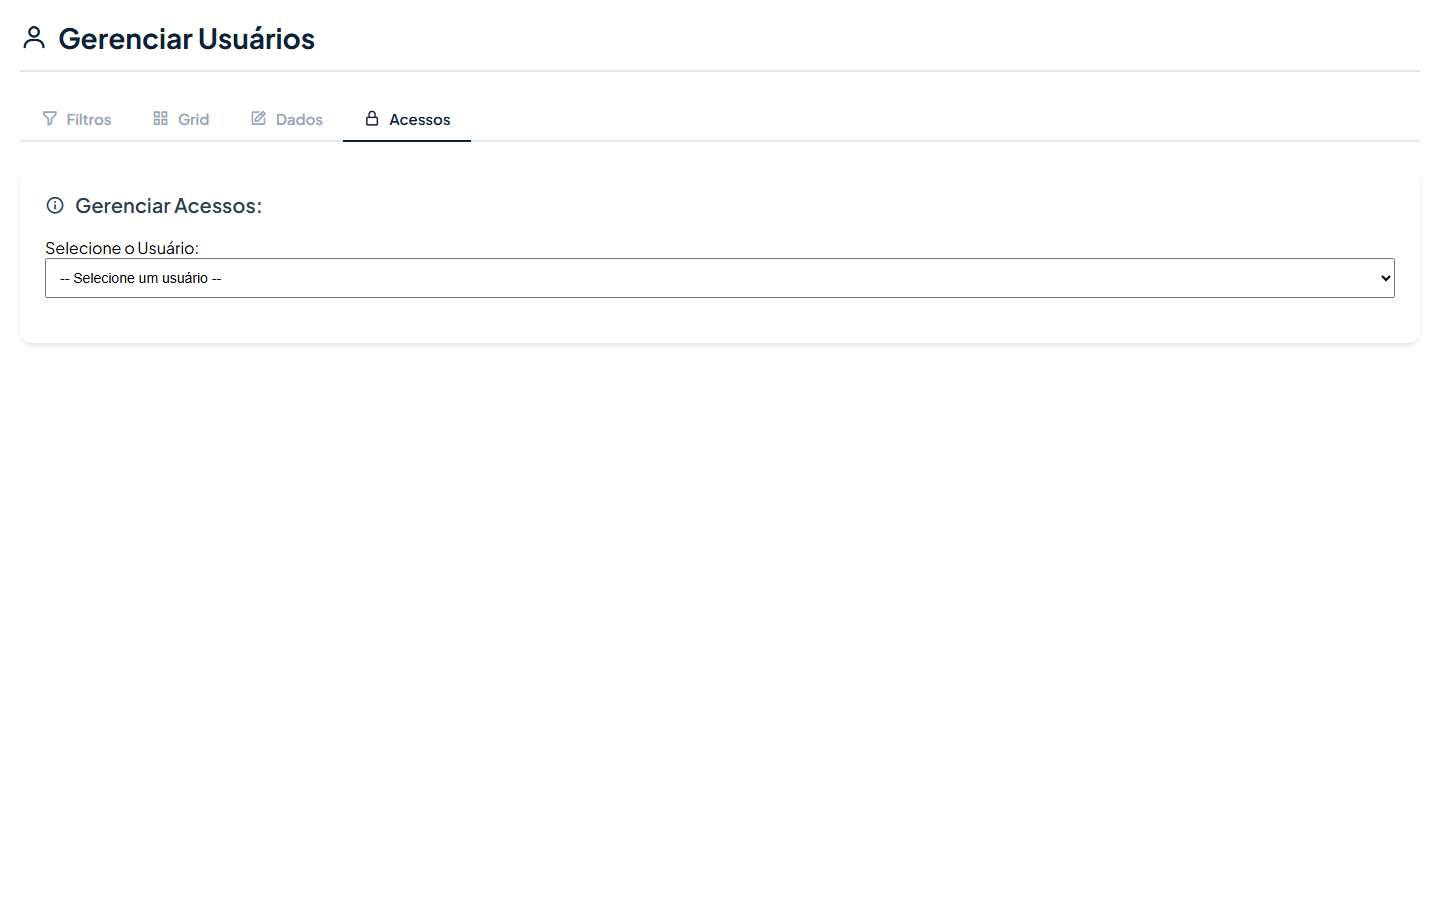 Gerenciar Usuários
Filtros Grid Dados Acessos
Gerenciar Acessos:
Selecione o Usuário:
-- Selecione um usuário --